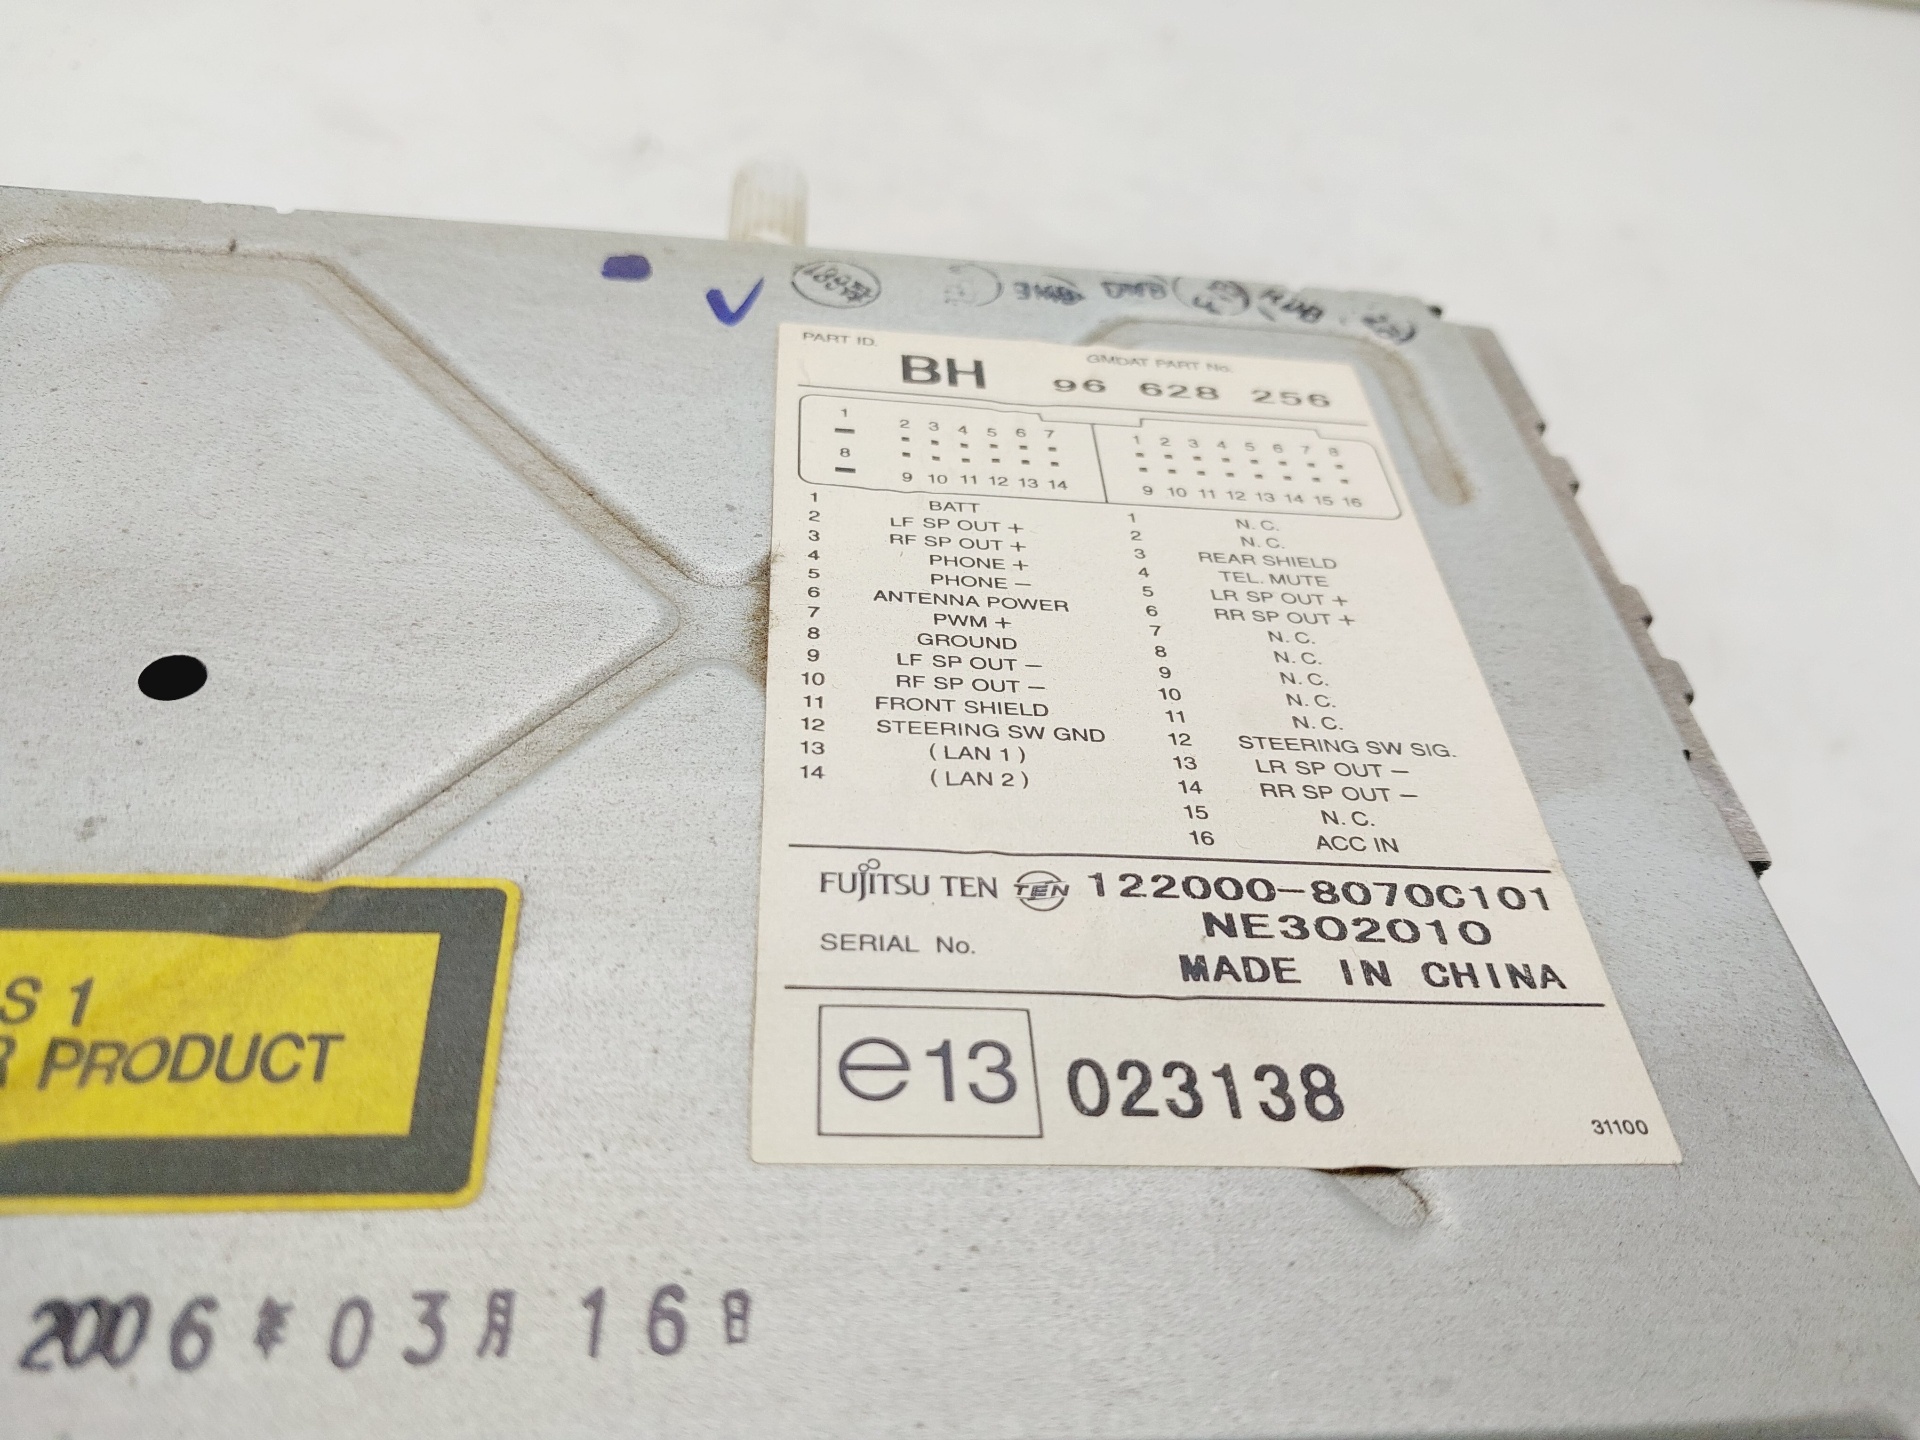 PART ID.
BH
GMDAT PART No.
96 628 256
1
2 3 4 5 6 7
8
9 10 11 12 13 14
1 2 3 4 5 6 7 8
9 10 11 12 13 14 15 16
1 BATT
2 LF SP OUT +
3 RF SP OUT +
4 PHONE +
5 PHONE −
6 ANTENNA POWER
7 PWM +
8 GROUND
9 LF SP OUT −
10 RF SP OUT −
11 FRONT SHIELD
12 STEERING SW GND
13 ( LAN 1 )
14 ( LAN 2 )
1 N. C.
2 N. C.
3 REAR SHIELD
4 TEL. MUTE
5 LR SP OUT +
6 RR SP OUT +
7 N. C.
8 N. C.
9 N. C.
10 N. C.
11 N. C.
12 STEERING SW SIG.
13 LR SP OUT −
14 RR SP OUT −
15 N. C.
16 ACC IN
FUJITSU TEN TEN 122000-8070C101
SERIAL No. NE302010
MADE IN CHINA
e13 023138
31100
S 1
R PRODUCT
2006年03月16日